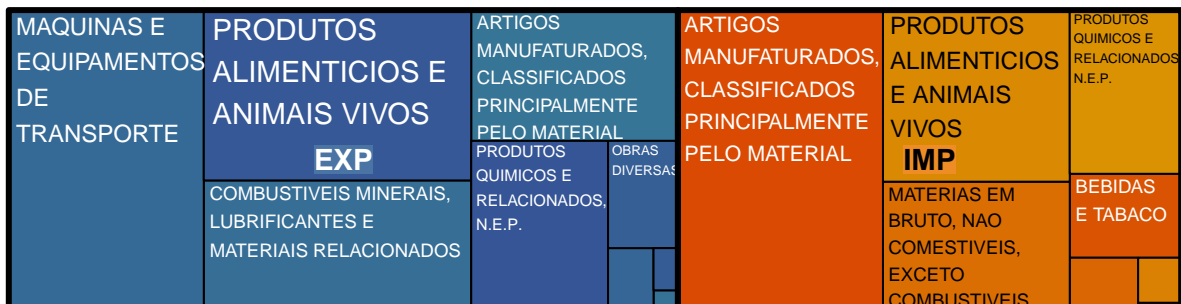 MAQUINAS E
EQUIPAMENTOS
DE
TRANSPORTE
PRODUTOS
ALIMENTICIOS E
ANIMAIS VIVOS
EXP
COMBUSTIVEIS MINERAIS,
LUBRIFICANTES E
MATERIAIS RELACIONADOS
ARTIGOS
MANUFATURADOS,
CLASSIFICADOS
PRINCIPALMENTE
PELO MATERIAL
PRODUTOS
QUIMICOS E
RELACIONADOS,
N.E.P.
OBRAS
DIVERSAS
ARTIGOS
MANUFATURADOS,
CLASSIFICADOS
PRINCIPALMENTE
PELO MATERIAL
PRODUTOS
ALIMENTICIOS
E ANIMAIS
VIVOS
IMP
MATERIAS EM
BRUTO, NAO
COMESTIVEIS,
EXCETO
COMBUSTIVEIS
PRODUTOS
QUIMICOS E
RELACIONADOS
N.E.P.
BEBIDAS
E TABACO